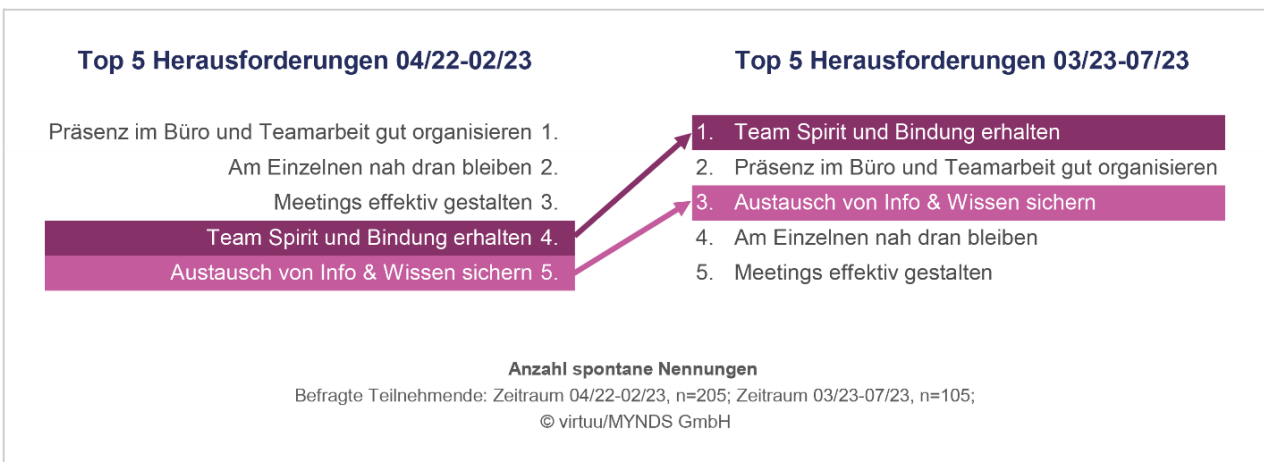 Top 5 Herausforderungen 04/22-02/23
Präsenz im Büro und Teamarbeit gut organisieren 1.
Am Einzelnen nah dran bleiben 2.
Meetings effektiv gestalten 3.
Team Spirit und Bindung erhalten 4.
Austausch von Info & Wissen sichern 5.
Top 5 Herausforderungen 03/23-07/23
1. Team Spirit und Bindung erhalten
2. Präsenz im Büro und Teamarbeit gut organisieren
3. Austausch von Info & Wissen sichern
4. Am Einzelnen nah dran bleiben
5. Meetings effektiv gestalten
Anzahl spontane Nennungen
Befragte Teilnehmende: Zeitraum 04/22-02/23, n=205; Zeitraum 03/23-07/23, n=105;
© virtuu/MYNDS GmbH